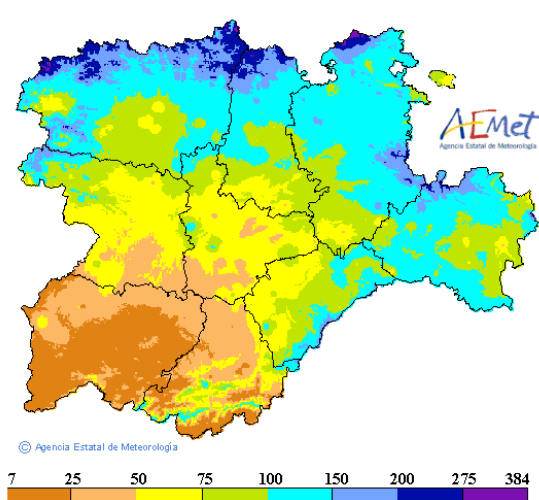 AEMet
Agencia Estatal de Meteorología
© Agencia Estatal de Meteorología
7 25 50 75 100 150 200 275 384